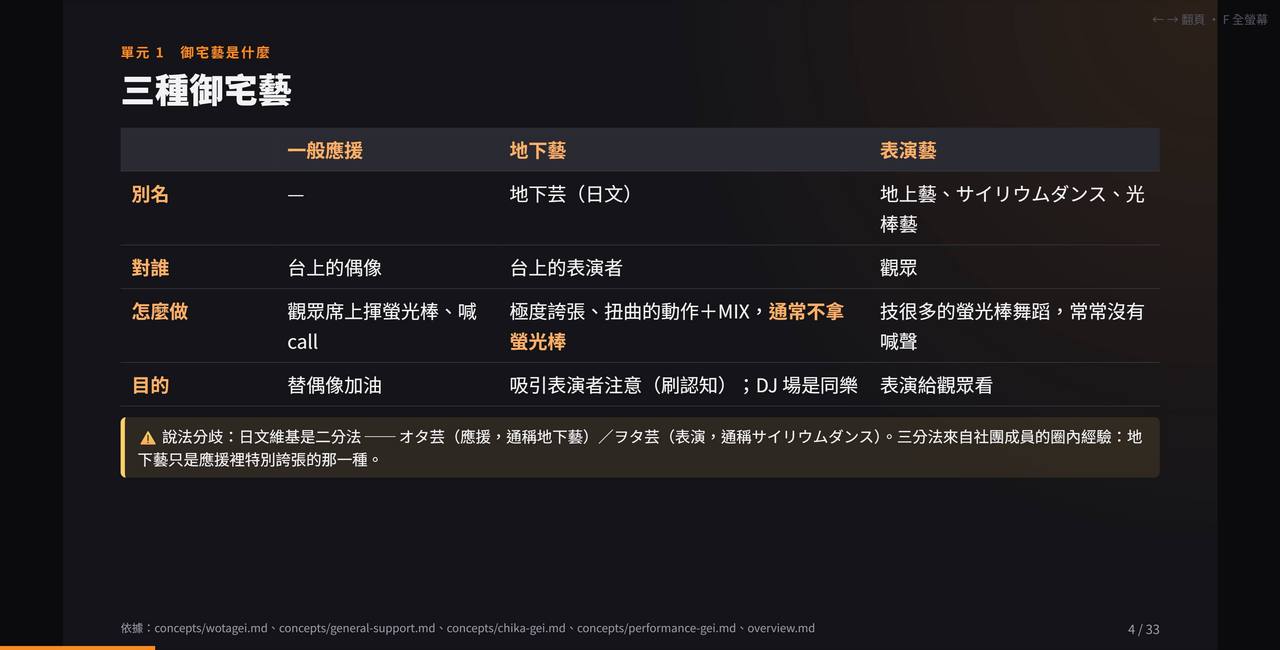 ← → 翻頁 · F 全螢幕
單元 1　御宅藝是什麼
三種御宅藝
一般應援　地下藝　表演藝
別名　—　地下芸（日文）　地上藝、サイリウムダンス、光
棒藝
對誰　台上的偶像　台上的表演者　觀眾
怎麼做　觀眾席上揮螢光棒、喊　極度誇張、扭曲的動作＋MIX，通常不拿　技很多的螢光棒舞蹈，常常沒有
call　螢光棒　喊聲
目的　替偶像加油　吸引表演者注意（刷認知）；DJ 場是同樂　表演給觀眾看
⚠ 說法分歧：日文維基是二分法 —— オタ芸（應援，通稱地下藝）／ヲタ芸（表演，通稱サイリウムダンス）。三分法來自社團成員的圈內經驗：地
下藝只是應援裡特別誇張的那一種。
依據：concepts/wotagei.md、concepts/general-support.md、concepts/chika-gei.md、concepts/performance-gei.md、overview.md
4 / 33